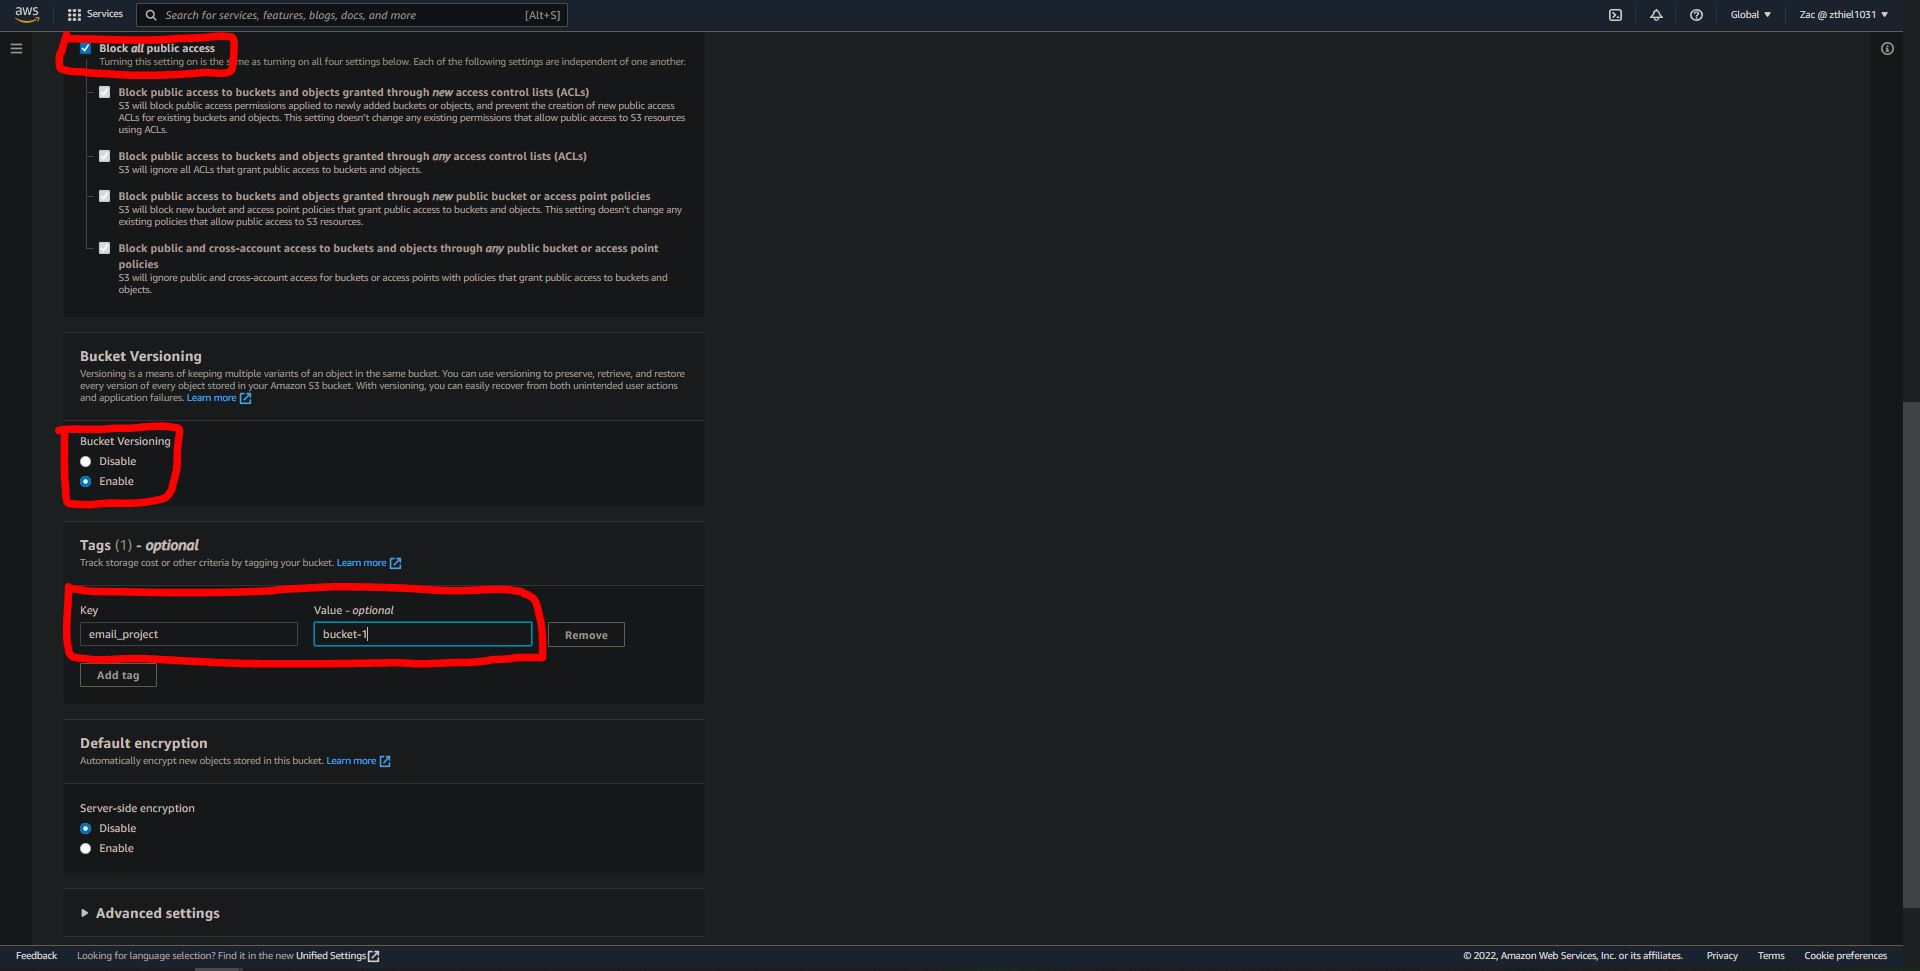 aws
Services
Search for services, features, blogs, docs, and more
[Alt+S]
Global
Zac @ zthiel1031
Block all public access
Turning this setting on is the same as turning on all four settings below. Each of the following settings are independent of one another.
Block public access to buckets and objects granted through new access control lists (ACLs)
S3 will block public access permissions applied to newly added buckets or objects, and prevent the creation of new public access
ACLs for existing buckets and objects. This setting doesn't change any existing permissions that allow public access to S3 resources
using ACLs.
Block public access to buckets and objects granted through any access control lists (ACLs)
S3 will ignore all ACLs that grant public access to buckets and objects.
Block public access to buckets and objects granted through new public bucket or access point policies
S3 will block new bucket and access point policies that grant public access to buckets and objects. This setting doesn't change any
existing policies that allow public access to S3 resources.
Block public and cross-account access to buckets and objects through any public bucket or access point
policies
S3 will ignore public and cross-account access for buckets or access points with policies that grant public access to buckets and
objects.
Bucket Versioning
Versioning is a means of keeping multiple variants of an object in the same bucket. You can use versioning to preserve, retrieve, and restore
every version of every object stored in your Amazon S3 bucket. With versioning, you can easily recover from both unintended user actions
and application failures. Learn more
Bucket Versioning
Disable
Enable
Tags (1) - optional
Track storage cost or other criteria by tagging your bucket. Learn more
Key
Value - optional
email_project
bucket-1
Remove
Add tag
Default encryption
Automatically encrypt new objects stored in this bucket. Learn more
Server-side encryption
Disable
Enable
Advanced settings
Feedback
Looking for language selection? Find it in the new Unified Settings
© 2022, Amazon Web Services, Inc. or its affiliates.
Privacy
Terms
Cookie preferences